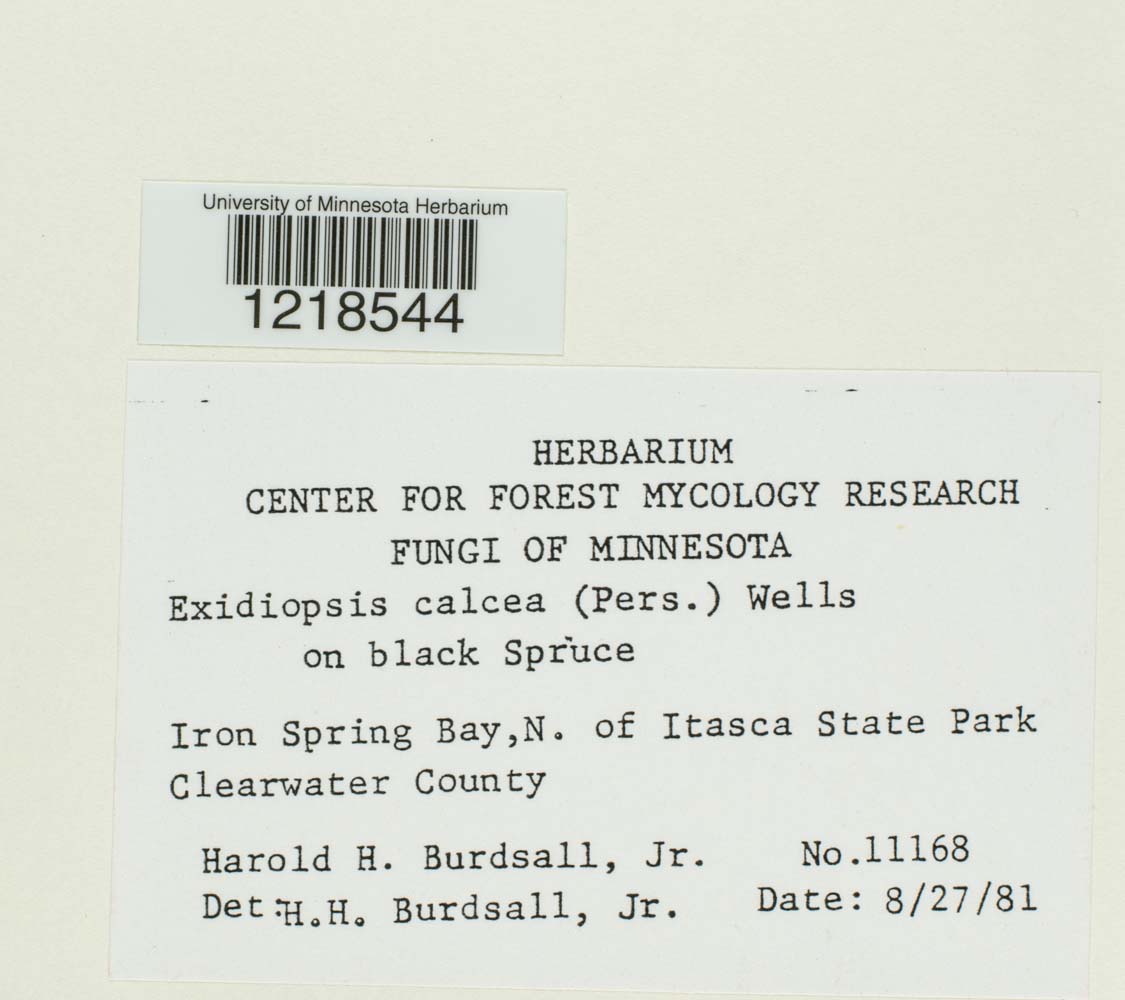 University of Minnesota Herbarium
1218544
HERBARIUM
CENTER FOR FOREST MYCOLOGY RESEARCH
FUNGI OF MINNESOTA
Exidiopsis calcea (Pers.) Wells
on black Spruce
Iron Spring Bay,N. of Itasca State Park
Clearwater County
Harold H. Burdsall, Jr. No.11168
Det:H.H. Burdsall, Jr. Date: 8/27/81